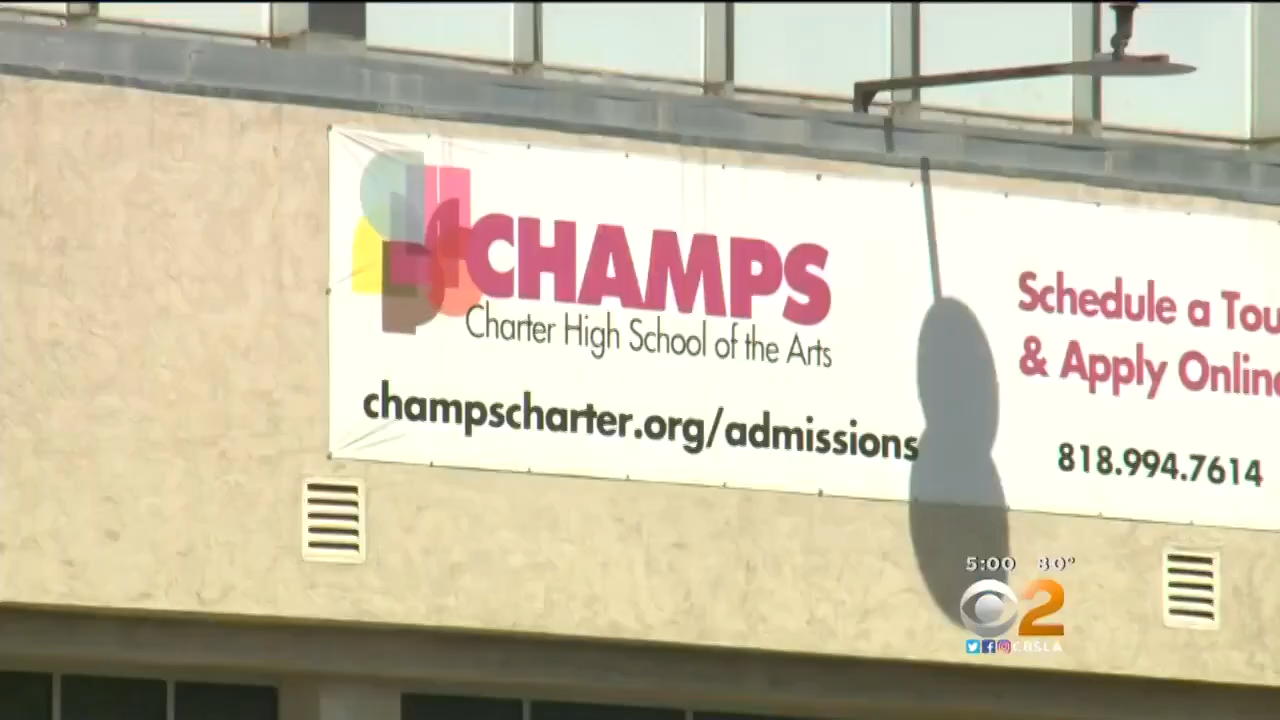 CHAMPS
Charter High School of the Arts
champscharter.org/admissions
Schedule a Tou
& Apply Online
818.994.7614
5:00 80°
2
CBSLA